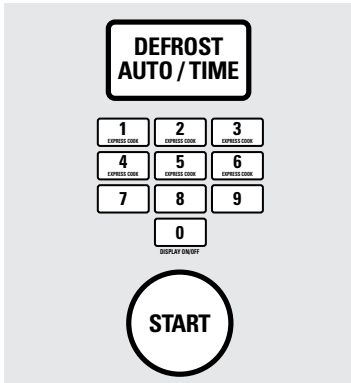 DEFROST
AUTO / TIME
1 2 3
EXPRESS COOK EXPRESS COOK EXPRESS COOK
4 5 6
EXPRESS COOK EXPRESS COOK EXPRESS COOK
7 8 9
0
DISPLAY ON/OFF
START